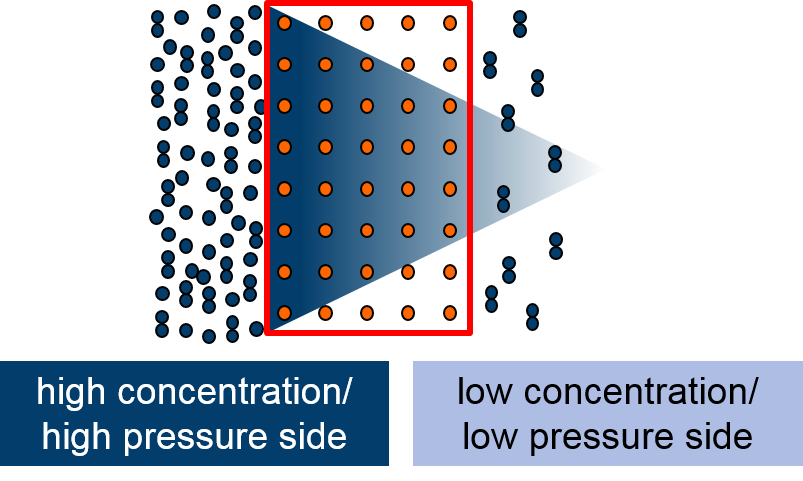 high concentration/
high pressure side
low concentration/
low pressure side